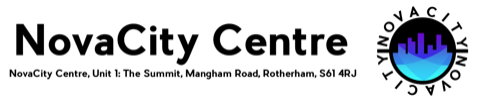 NovaCity Centre
NovaCity Centre, Unit 1: The Summit, Mangham Road, Rotherham, S61 4RJ
NOVACITY
NOVACITY